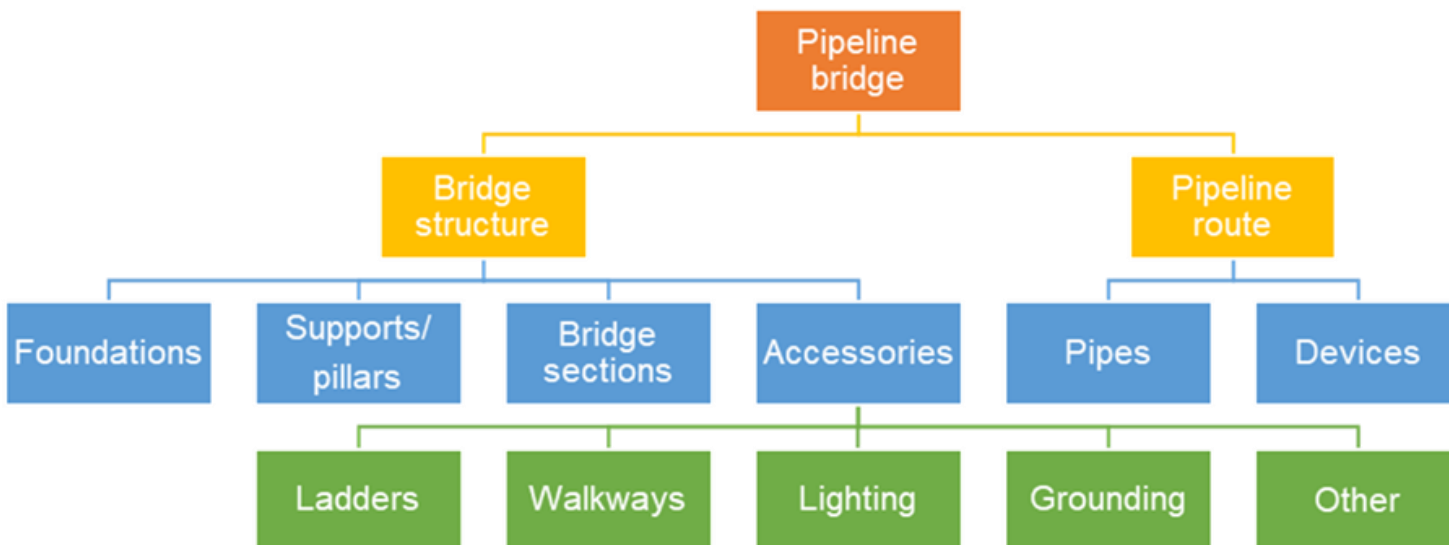 Pipeline
bridge
Bridge
structure
Pipeline
route
Foundations
Supports/
pillars
Bridge
sections
Accessories
Pipes
Devices
Ladders
Walkways
Lighting
Grounding
Other